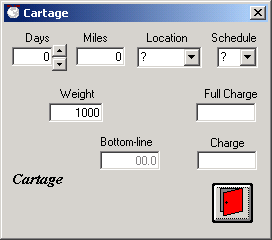 Cartage
Days Miles Location Schedule
0 0 ? ?
Weight Full Charge
1000
Bottom-line Charge
00.0
Cartage